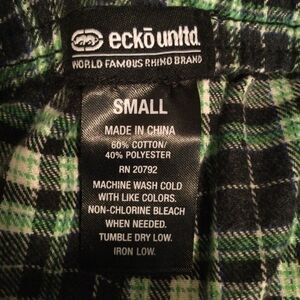 eckō unltd.
WORLD FAMOUS RHINO BRAND
SMALL
MADE IN CHINA
60% COTTON/
40% POLYESTER
RN 20792
MACHINE WASH COLD
WITH LIKE COLORS.
NON-CHLORINE BLEACH
WHEN NEEDED.
TUMBLE DRY LOW.
IRON LOW.